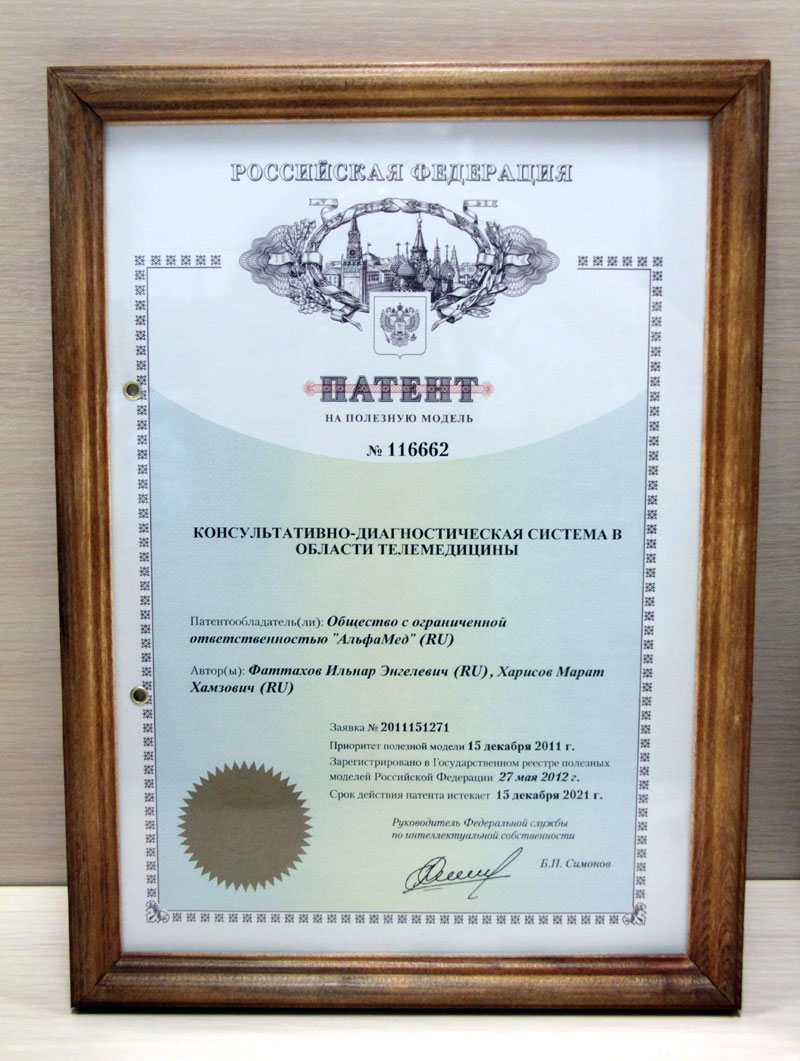 РОССИЙСКАЯ ФЕДЕРАЦИЯ
ПАТЕНТ
НА ПОЛЕЗНУЮ МОДЕЛЬ
№ 116662
КОНСУЛЬТАТИВНО-ДИАГНОСТИЧЕСКАЯ СИСТЕМА В
ОБЛАСТИ ТЕЛЕМЕДИЦИНЫ
Патентообладатель(ли): Общество с ограниченной
ответственностью "АльфаМед" (RU)
Автор(ы): Фаттахов Ильнар Энгелевич (RU), Харисов Марат
Хамзович (RU)
Заявка № 2011151271
Приоритет полезной модели 15 декабря 2011 г.
Зарегистрировано в Государственном реестре полезных
моделей Российской Федерации 27 мая 2012 г.
Срок действия патента истекает 15 декабря 2021 г.
Руководитель Федеральной службы
по интеллектуальной собственности
Б.П. Симонов